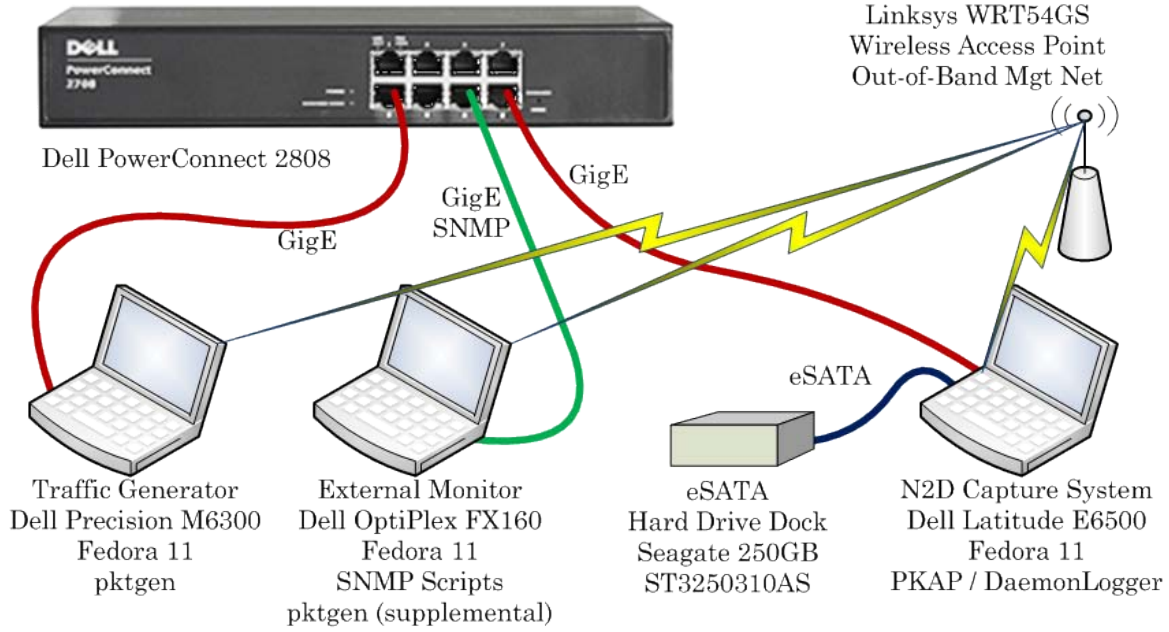 DELL
PowerConnect
2708
Linksys WRT54GS
Wireless Access Point
Out-of-Band Mgt Net
Dell PowerConnect 2808
GigE
GigE
SNMP
GigE
eSATA
Traffic Generator
Dell Precision M6300
Fedora 11
pktgen
External Monitor
Dell OptiPlex FX160
Fedora 11
SNMP Scripts
pktgen (supplemental)
eSATA
Hard Drive Dock
Seagate 250GB
ST3250310AS
N2D Capture System
Dell Latitude E6500
Fedora 11
PKAP / DaemonLogger